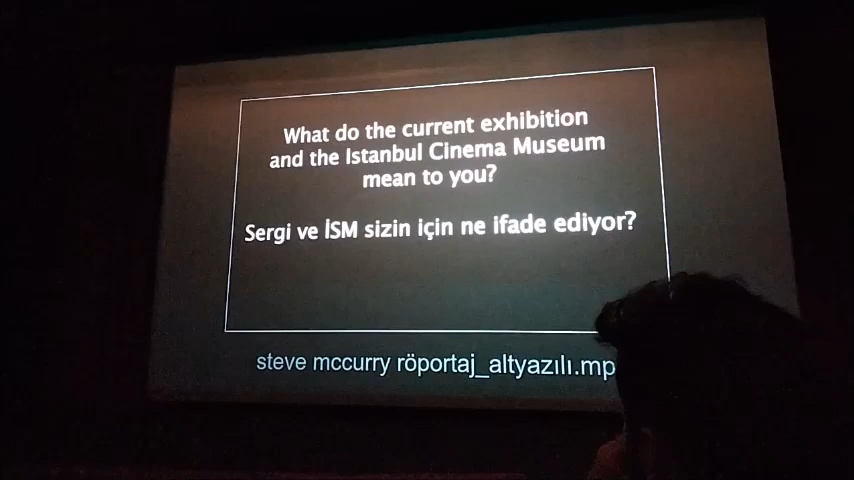 What do the current exhibition
and the Istanbul Cinema Museum
mean to you?
Sergi ve İSM sizin için ne ifade ediyor?
steve mccurry röportaj_altyazılı.mp